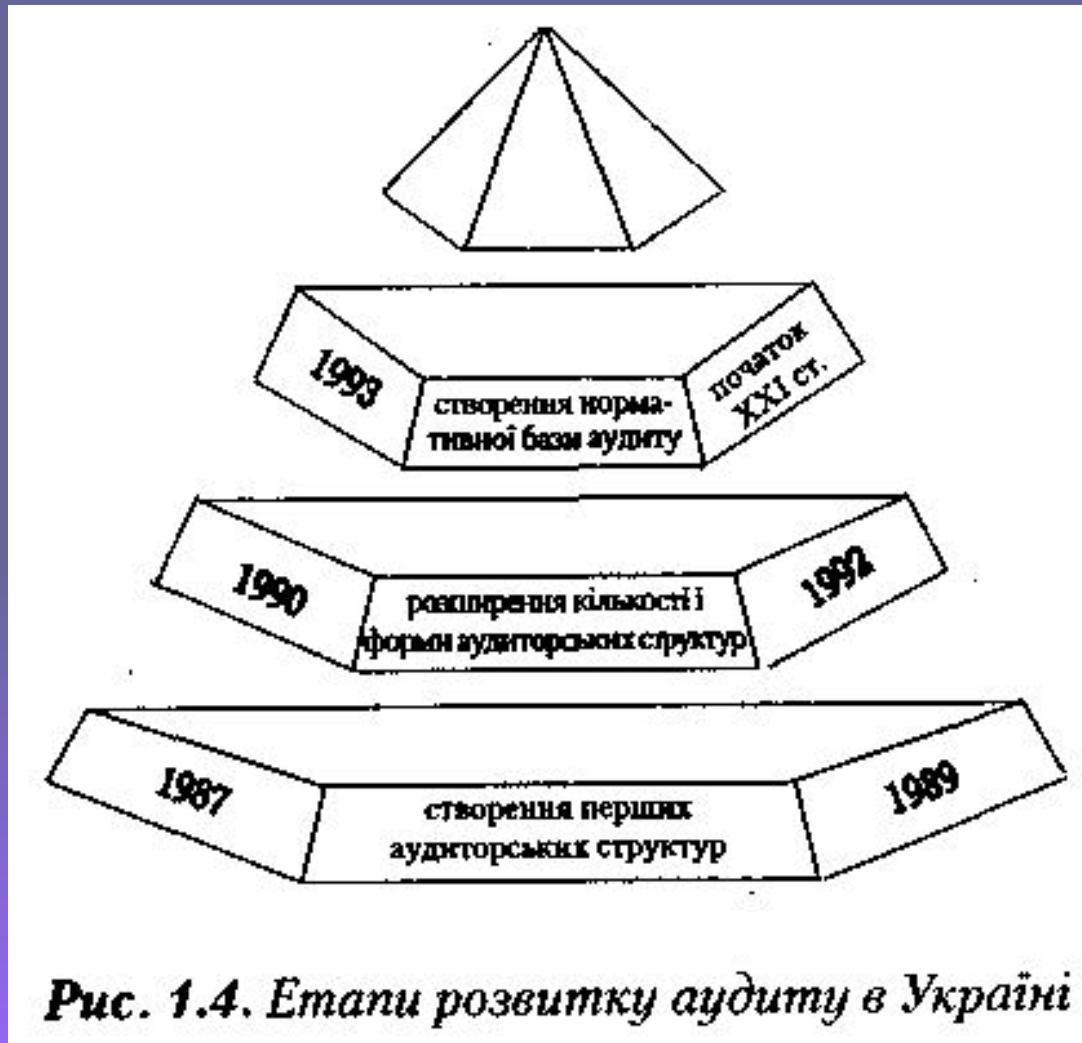 1993
створення норма-
тивної бази аудиту
початок
XXI ст.
1990
розширення кількості і
форми аудиторських структур
1992
1987
створення перших
аудиторських структур
1989
Рис. 1.4. Етапи розвитку аудиту в Україні